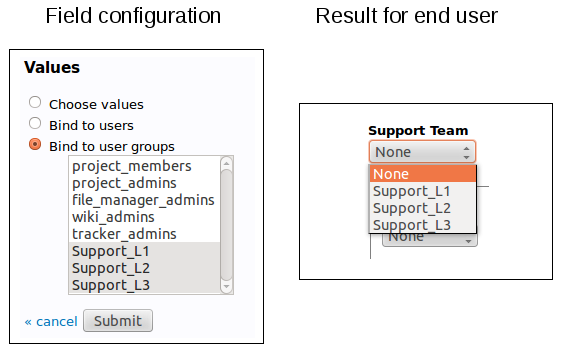 Field configuration
Values
Choose values
Bind to users
Bind to user groups
project_members
project_admins
file_manager_admins
wiki_admins
tracker_admins
Support_L1
Support_L2
Support_L3
« cancel Submit
Result for end user
Support Team
None
None
Support_L1
Support_L2
Support_L3
None